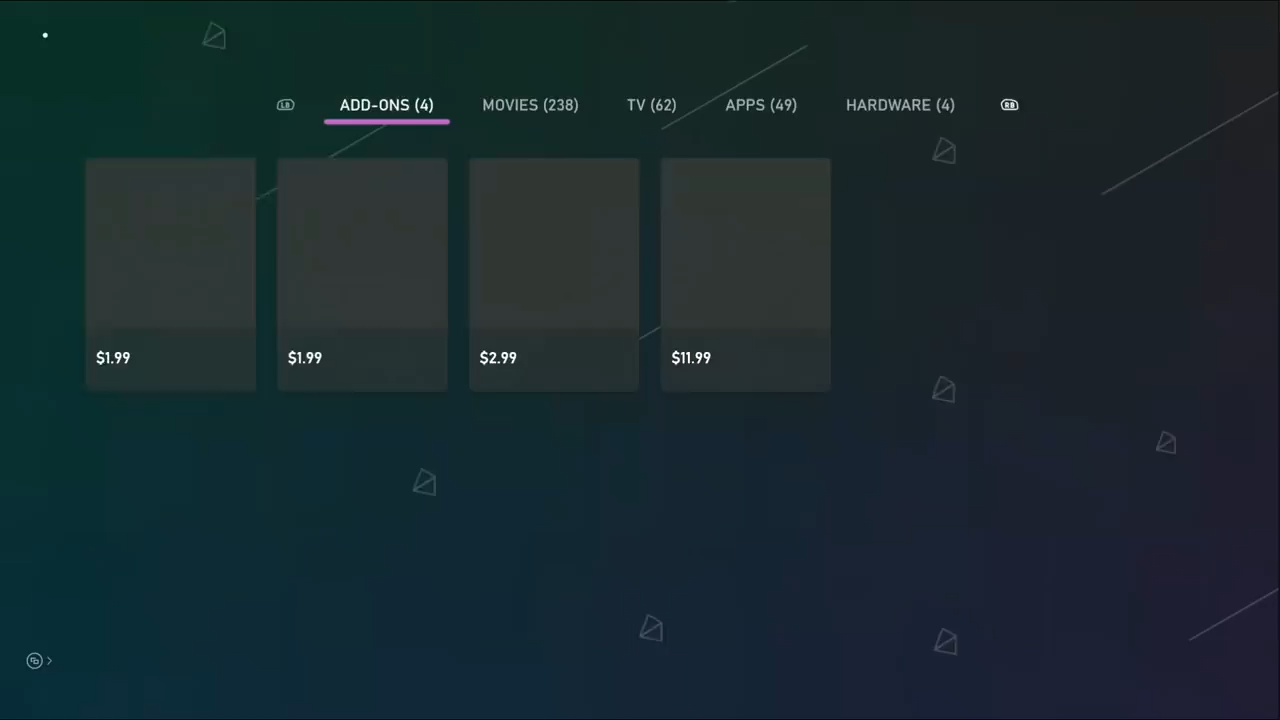 LB ADD-ONS (4) MOVIES (238) TV (62) APPS (49) HARDWARE (4) RB
$1.99 $1.99 $2.99 $11.99